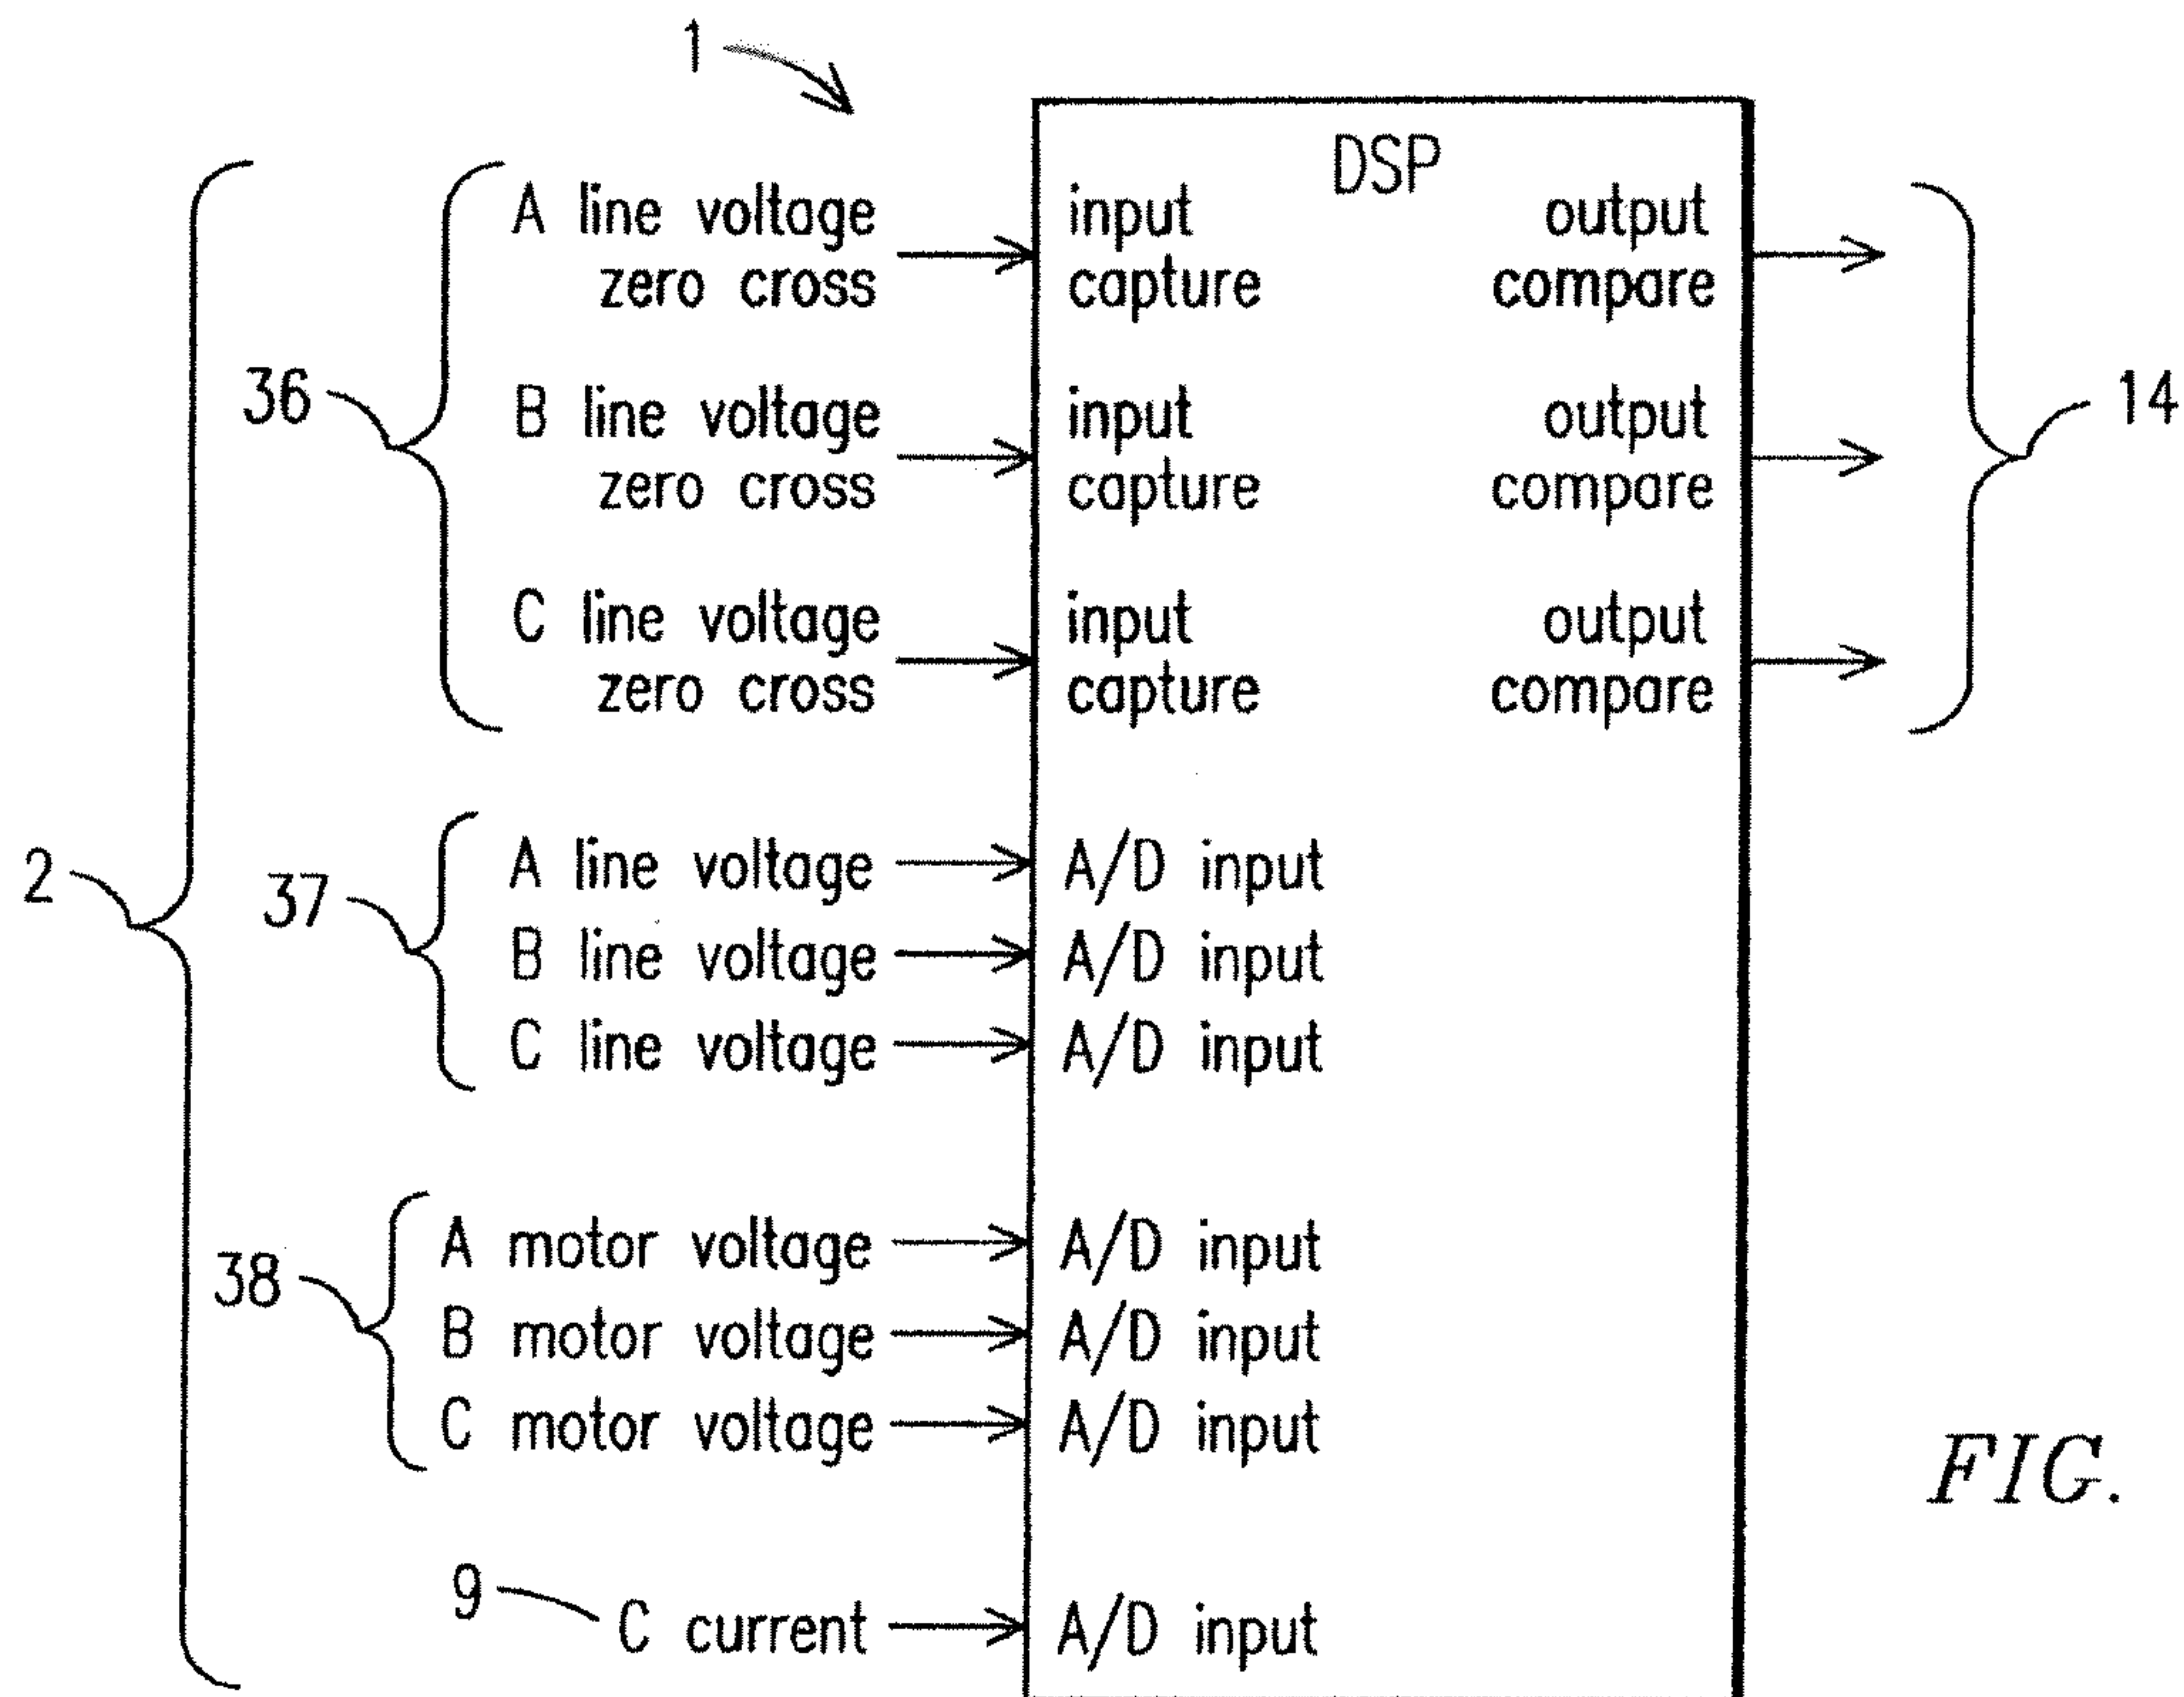 1
DSP
A line voltage
zero cross
input
capture
output
compare
36
B line voltage
zero cross
input
capture
output
compare
14
C line voltage
zero cross
input
capture
output
compare
2
37
A line voltage
A/D input
B line voltage
A/D input
C line voltage
A/D input
38
A motor voltage
A/D input
B motor voltage
A/D input
C motor voltage
A/D input
FIG.
9
C current
A/D input